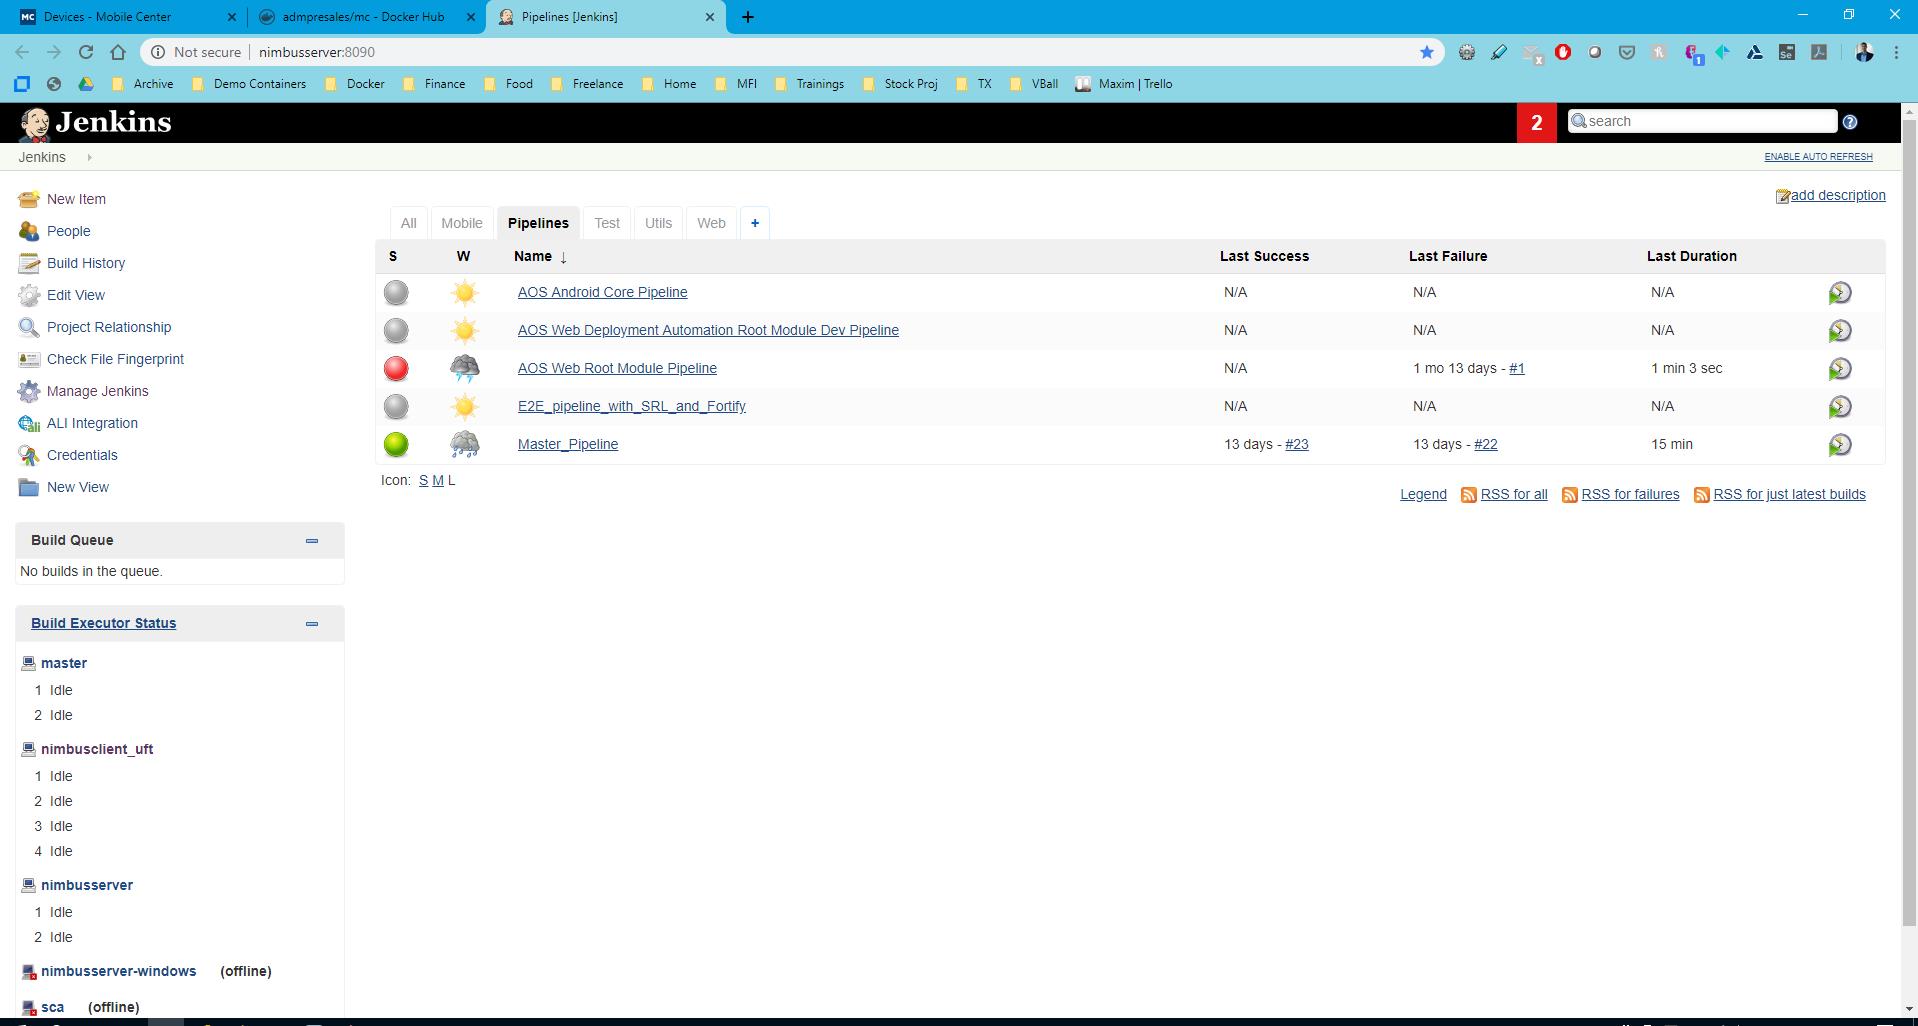 MC Devices - Mobile Center
admpresales/mc - Docker Hub
Pipelines [Jenkins]
Not secure nimbusserver:8090
Archive Demo Containers Docker Finance Food Freelance Home MFI Trainings Stock Proj TX VBall Maxim | Trello
Jenkins 2 search
Jenkins ENABLE AUTO REFRESH
New Item
People
Build History
Edit View
Project Relationship
Check File Fingerprint
Manage Jenkins
ALI Integration
Credentials
New View
Build Queue
No builds in the queue.
Build Executor Status
master
1 Idle
2 Idle
nimbusclient_uft
1 Idle
2 Idle
3 Idle
4 Idle
nimbusserver
1 Idle
2 Idle
nimbusserver-windows (offline)
sca (offline)
add description
All Mobile Pipelines Test Utils Web +
S W Name ↓ Last Success Last Failure Last Duration
AOS Android Core Pipeline N/A N/A N/A
AOS Web Deployment Automation Root Module Dev Pipeline N/A N/A N/A
AOS Web Root Module Pipeline N/A 1 mo 13 days - #1 1 min 3 sec
E2E_pipeline_with_SRL_and_Fortify N/A N/A N/A
Master_Pipeline 13 days - #23 13 days - #22 15 min
Icon: S M L
Legend RSS for all RSS for failures RSS for just latest builds